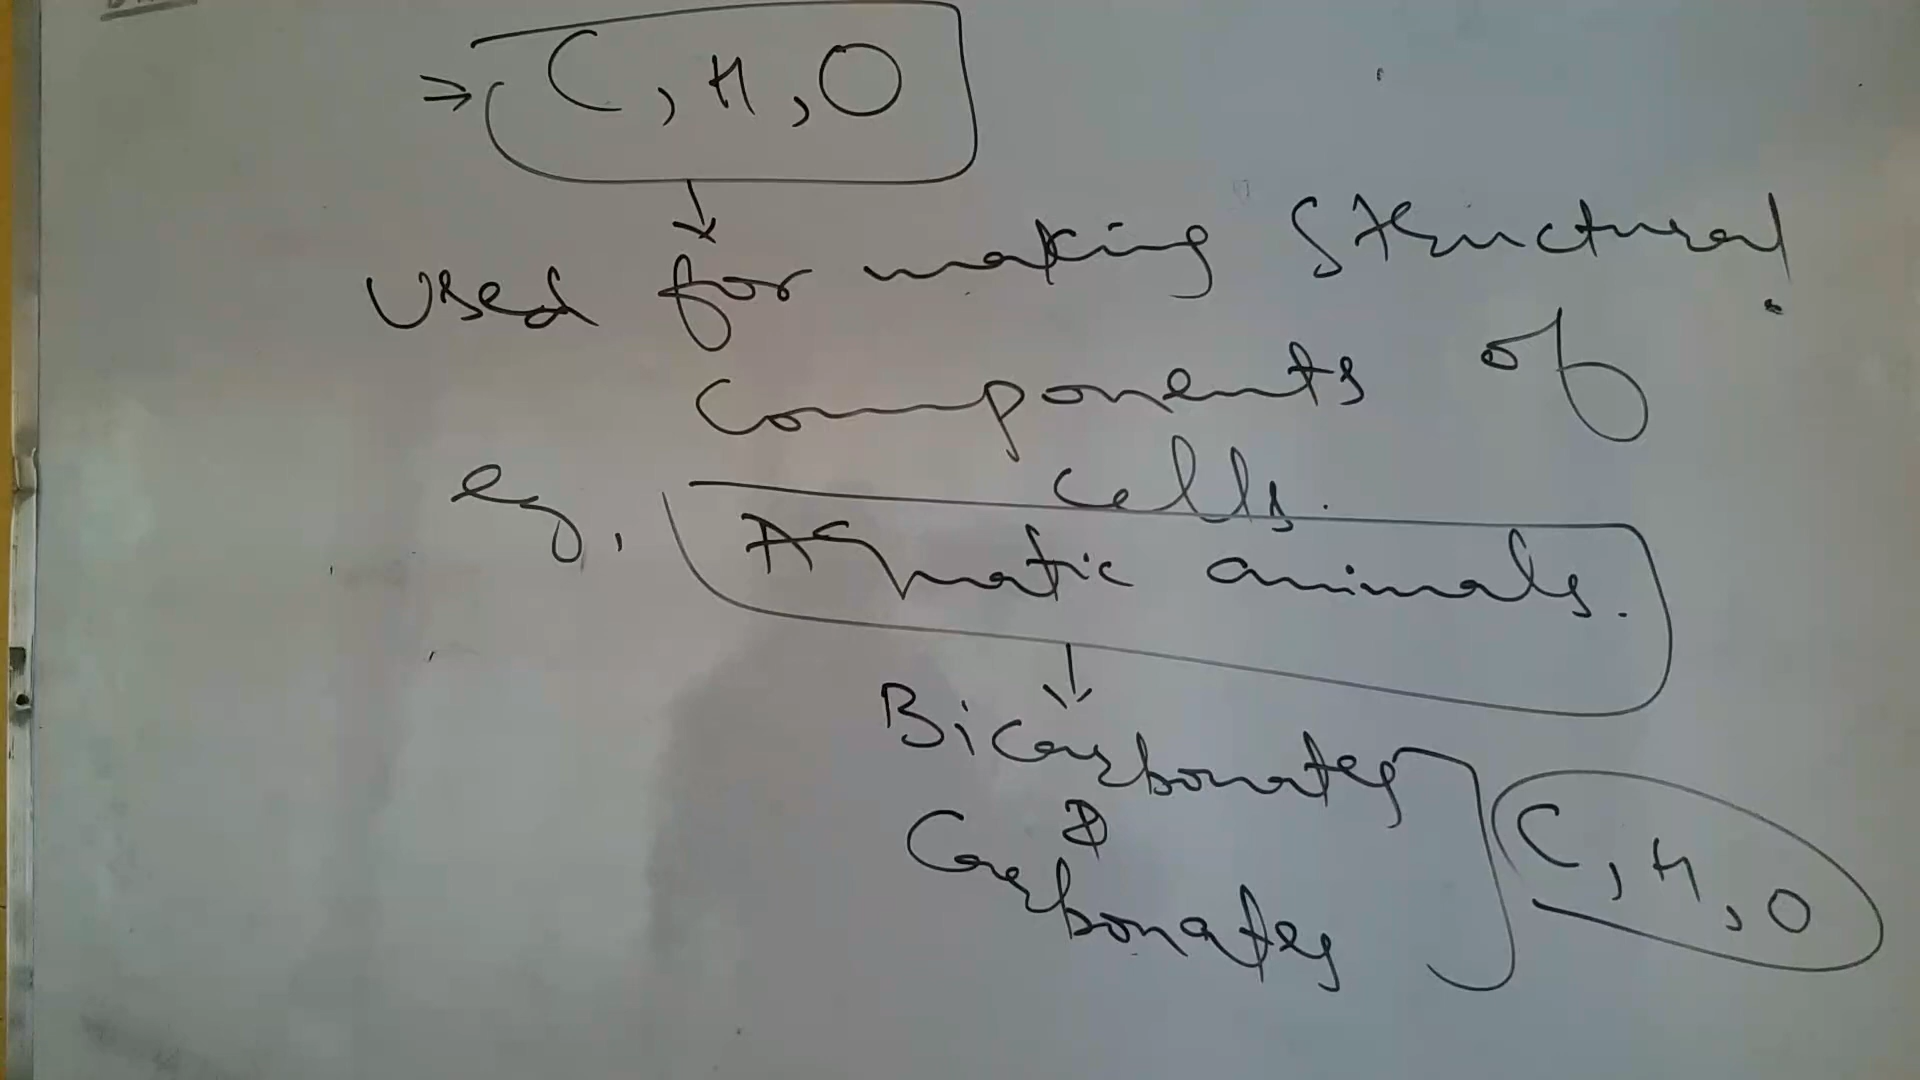 ⇒ C, H, O
↓
Used for making Structural
Components of
cells.
eg, Aquatic animals.
↓
Bicarbonates
&
Carbonates
C, H, O